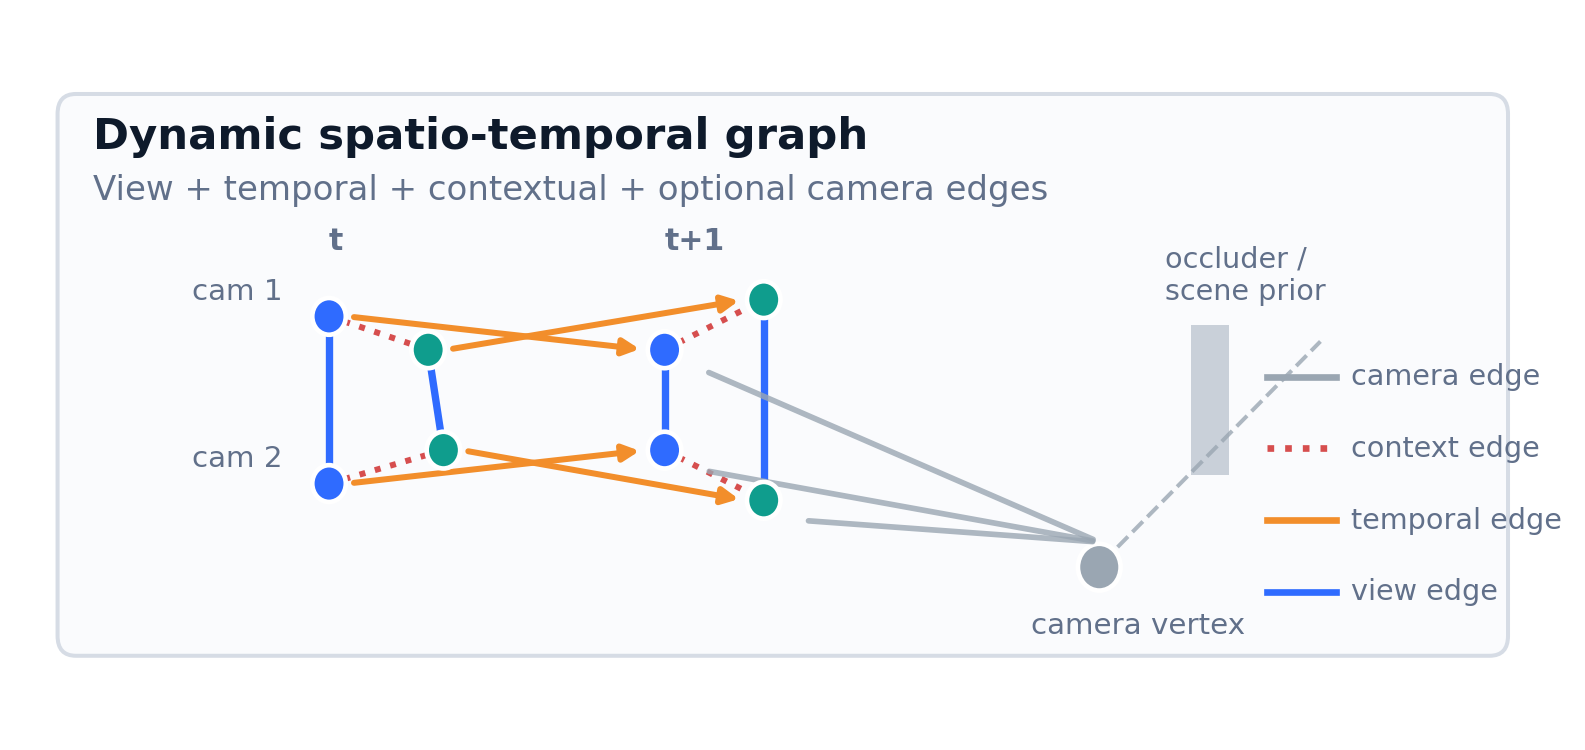 Dynamic spatio-temporal graph
View + temporal + contextual + optional camera edges
t
t+1
cam 1
cam 2
occluder /
scene prior
camera edge
context edge
temporal edge
view edge
camera vertex